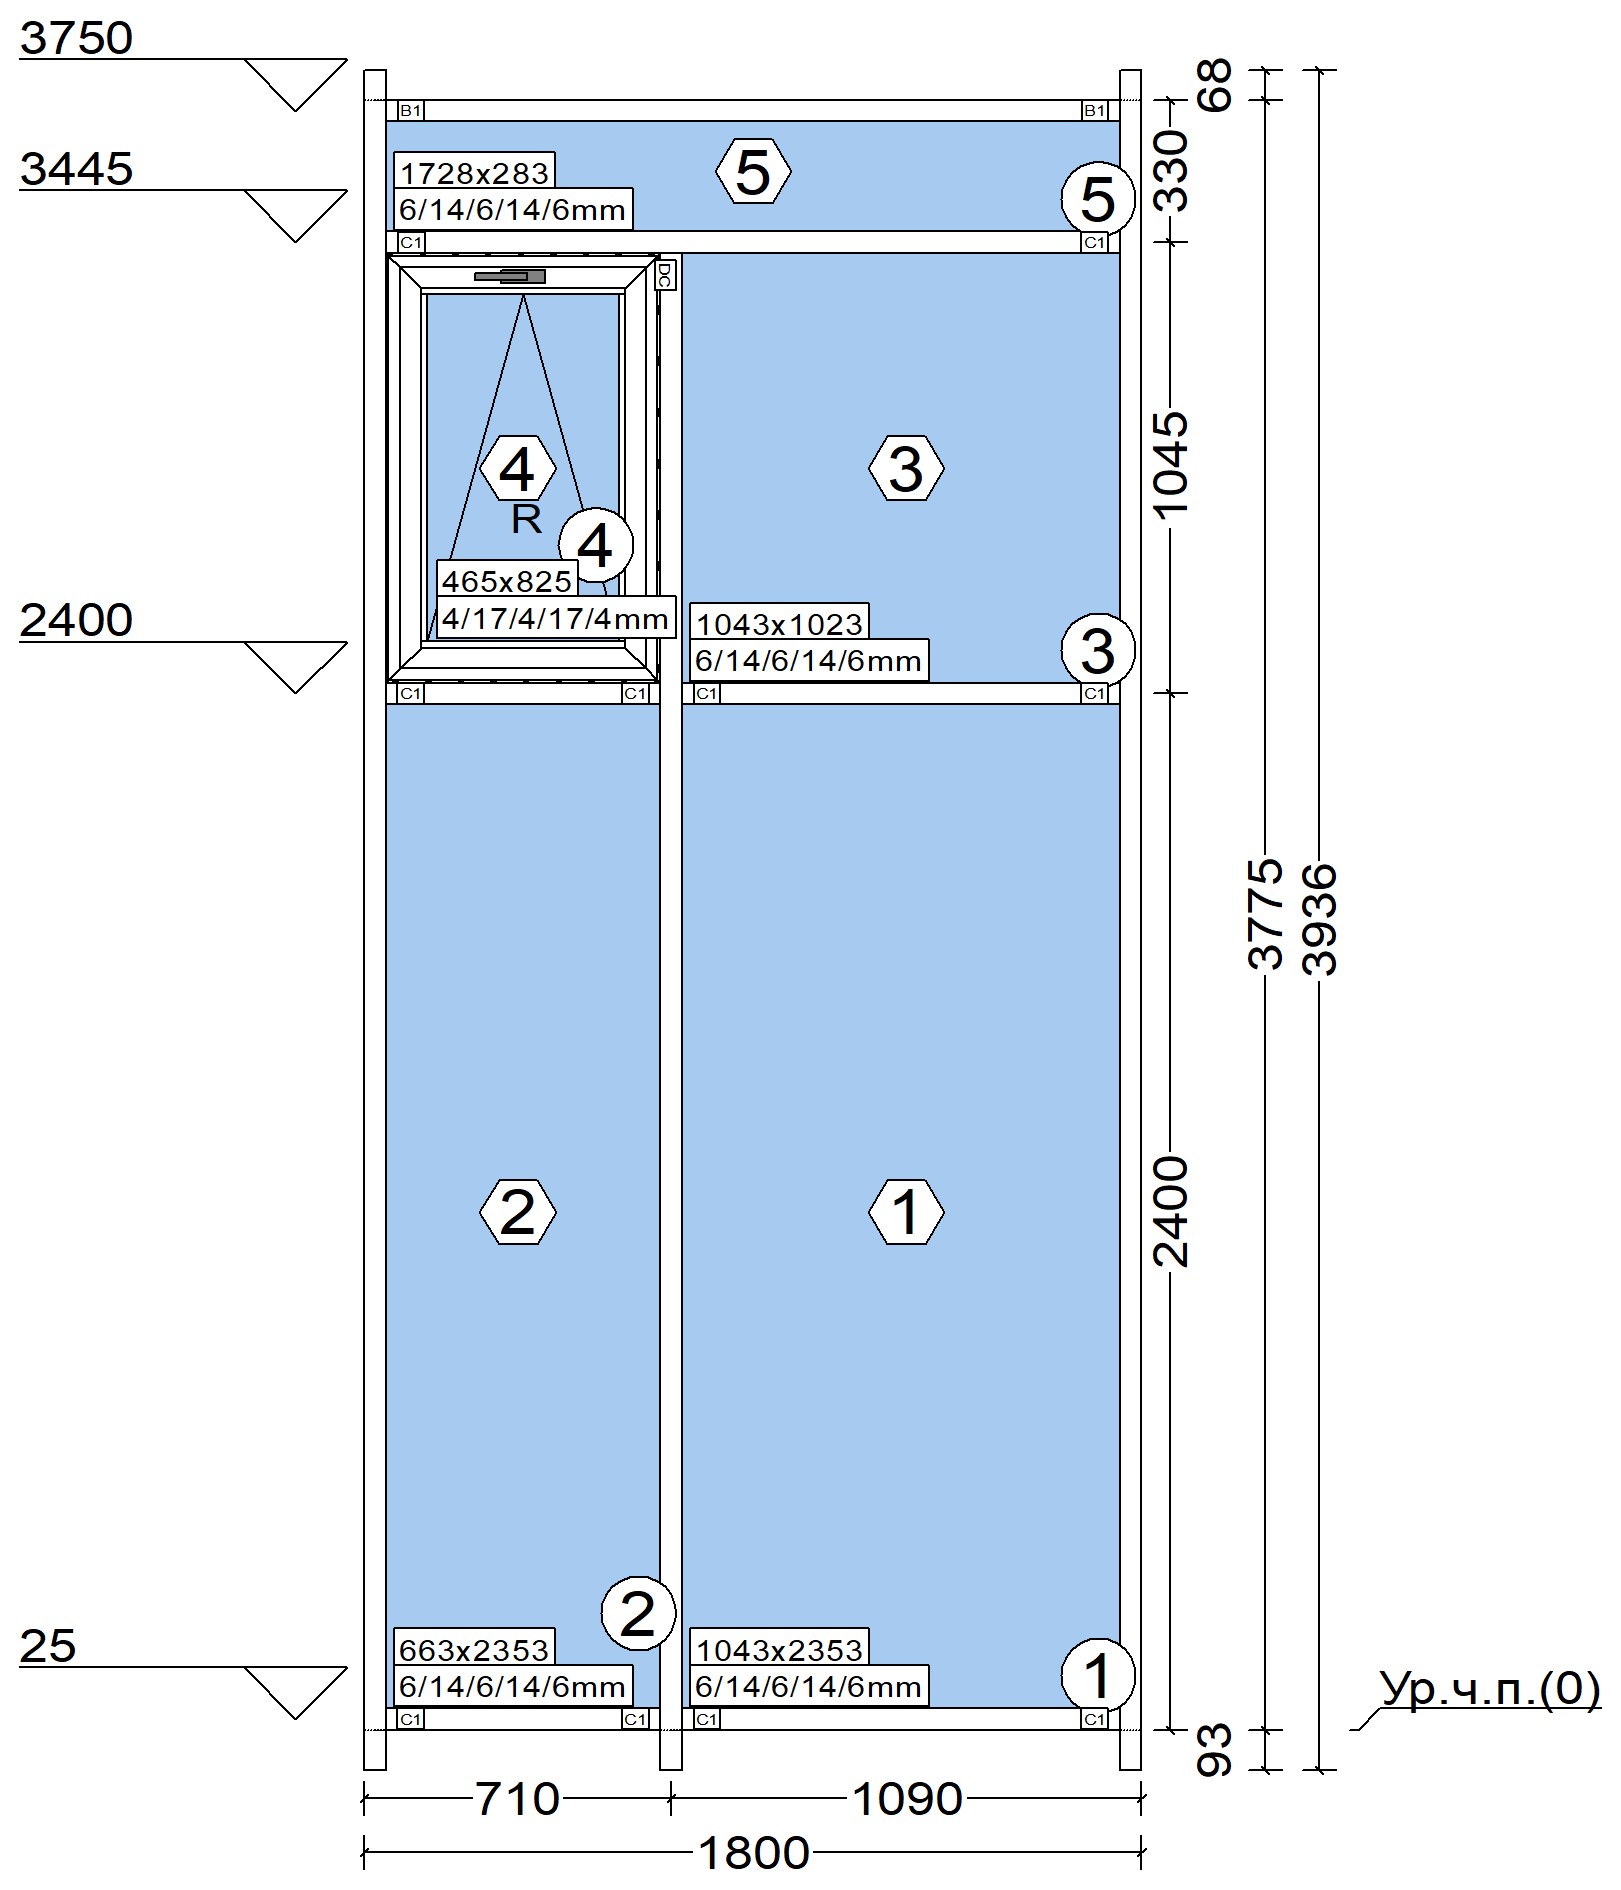 3750
68
B1
B1
3445
1728x283
6/14/6/14/6mm
5
5
330
C1
C1
DC
4
R
4
465x825
4/17/4/17/4mm
3
1045
2400
1043x1023
6/14/6/14/6mm
3
C1
C1
C1
C1
3775
3936
2
1
2400
2
25
663x2353
6/14/6/14/6mm
1043x2353
6/14/6/14/6mm
1
C1
C1
C1
C1
Ур.ч.п.(0)
93
710
1090
1800